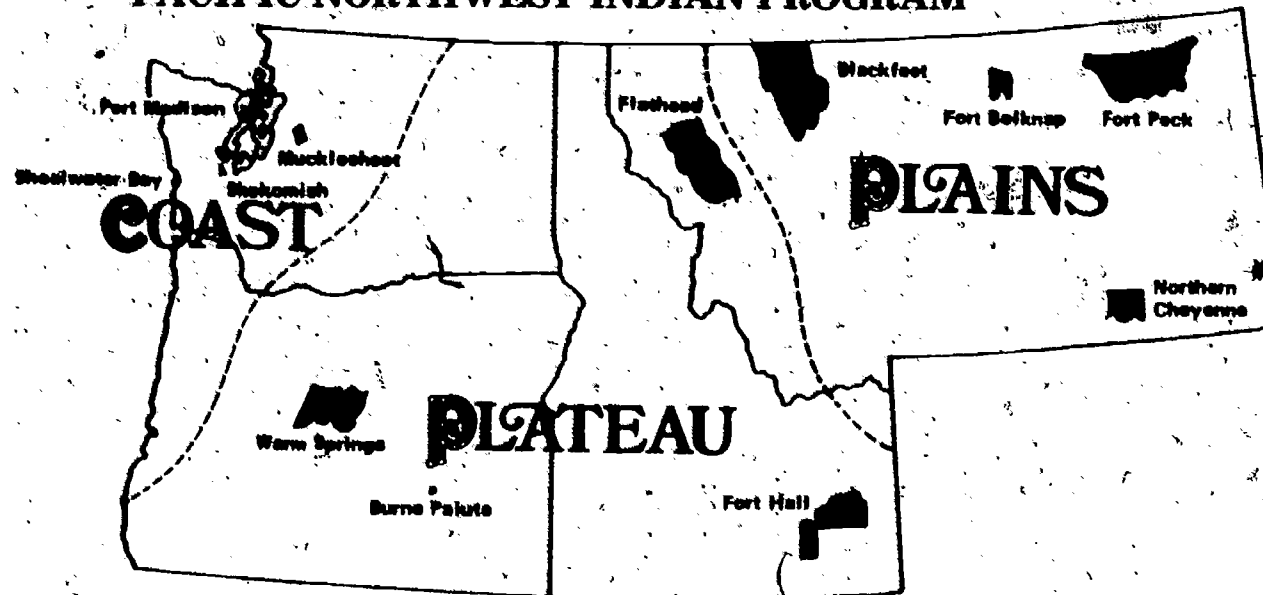 PACIFIC NORTHWEST INDIAN PROGRAM
Blackfeet
Flathead
Port Madison
Fort Belknap
Fort Peck
Muckleshoot
Shoalwater Bay
Skokomish
COAST
PLAINS
Northern
Cheyenne
Warm Springs
PLATEAU
Burns Paiute
Fort Hall